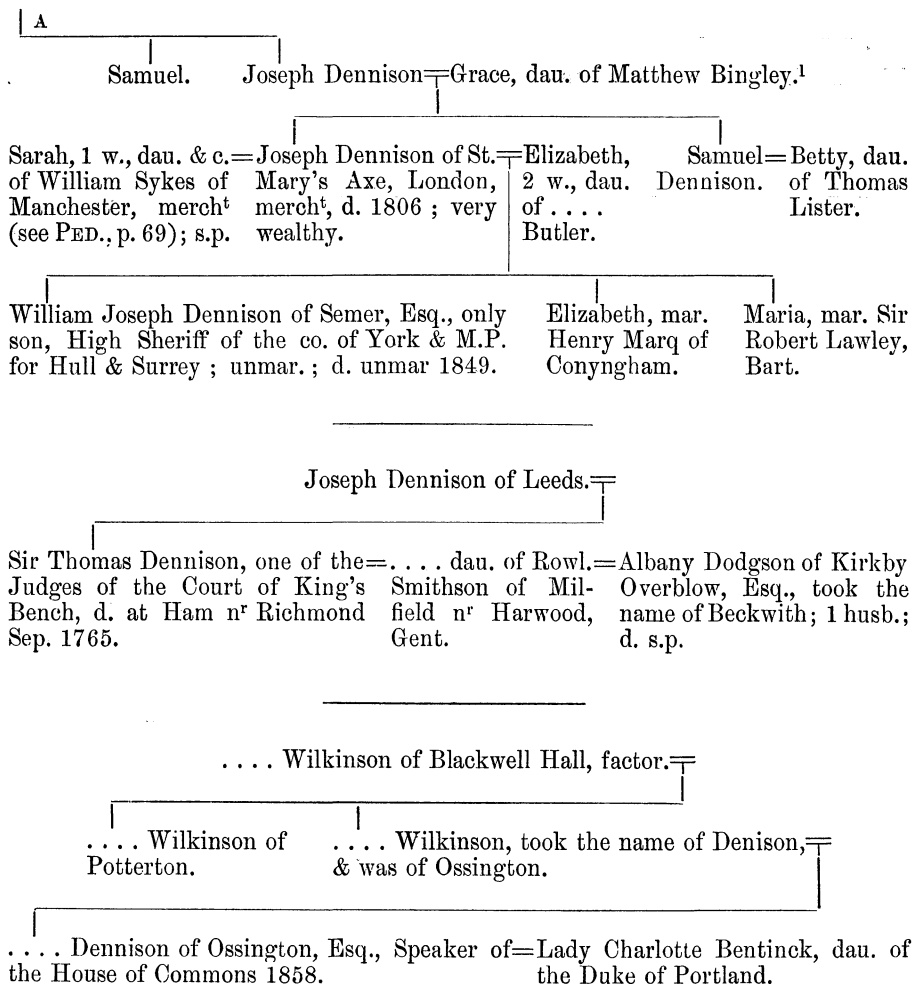 A
Samuel. Joseph Dennison=Grace, dau. of Matthew Bingley.¹
Sarah, 1 w., dau. & c.=Joseph Dennison of St.=Elizabeth, Samuel=Betty, dau.
of William Sykes of Mary's Axe, London, 2 w., dau. Dennison. of Thomas
Manchester, merchᵗ merchᵗ, d. 1806 ; very of . . . . Lister.
(see PED., p. 69); s.p. wealthy. Butler.
William Joseph Dennison of Semer, Esq., only Elizabeth, mar. Maria, mar. Sir
son, High Sheriff of the co. of York & M.P. Henry Marq of Robert Lawley,
for Hull & Surrey ; unmar. ; d. unmar 1849. Conyngham. Bart.
Joseph Dennison of Leeds.=
Sir Thomas Dennison, one of the=. . . . dau. of Rowl.=Albany Dodgson of Kirkby
Judges of the Court of King's Smithson of Mil- Overblow, Esq., took the
Bench, d. at Ham nʳ Richmond field nʳ Harwood, name of Beckwith; 1 husb.;
Sep. 1765. Gent. d. s.p.
. . . . Wilkinson of Blackwell Hall, factor.=
. . . . Wilkinson of . . . . Wilkinson, took the name of Denison,=
Potterton. & was of Ossington.
. . . . Dennison of Ossington, Esq., Speaker of=Lady Charlotte Bentinck, dau. of
the House of Commons 1858. the Duke of Portland.